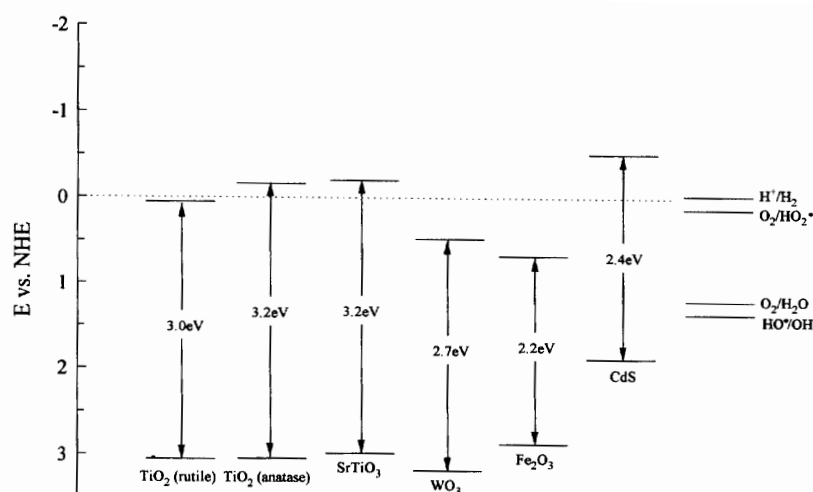 -2
-1
0
1
2
3
E vs. NHE
3.0eV
3.2eV
3.2eV
2.7eV
2.2eV
2.4eV
TiO₂ (rutile)
TiO₂ (anatase)
SrTiO₃
WO₃
Fe₂O₃
CdS
H⁺/H₂
O₂/HO₂•
O₂/H₂O
HO•/OH